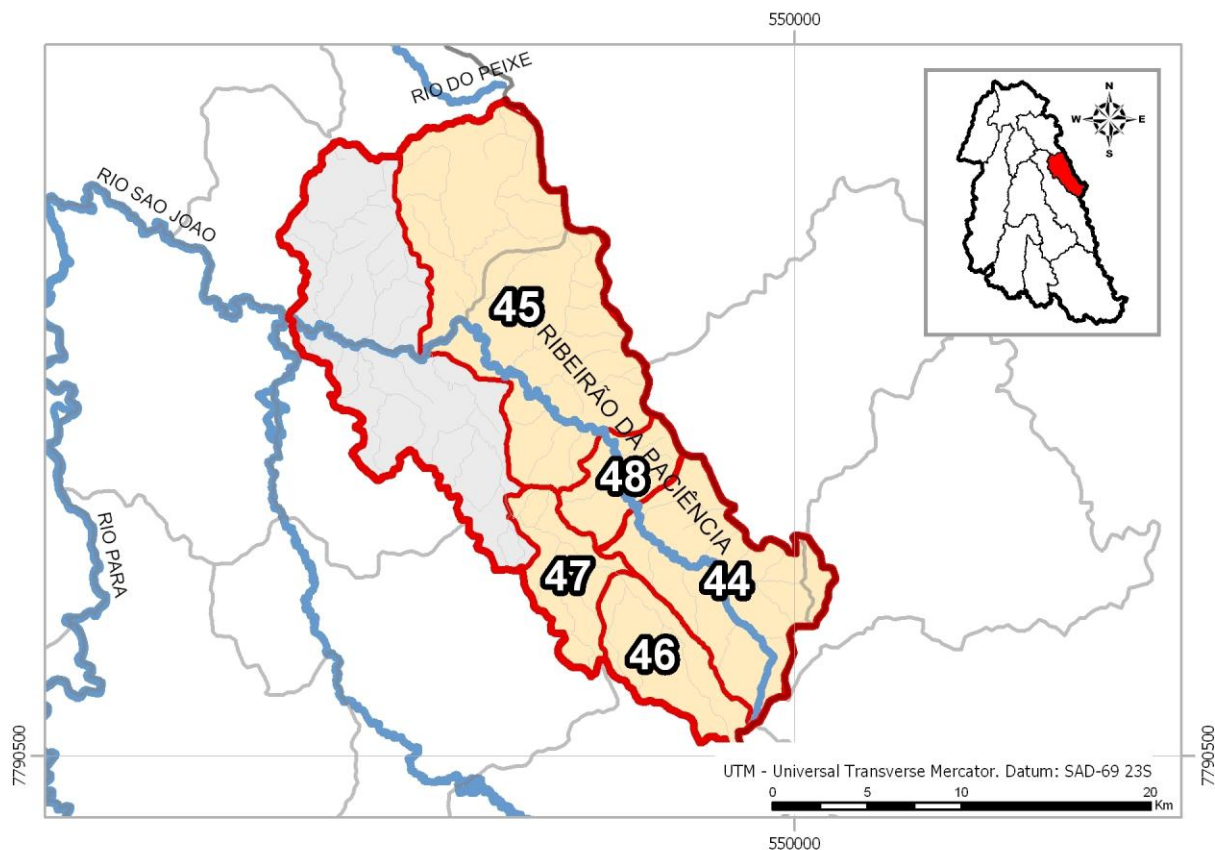 550000
RIO DO PEIXE
N
W E
S
RIO SAO JOAO
45
RIBEIRÃO DA PACIÊNCIA
48
47
44
RIO PARA
46
7790500
7790500
UTM - Universal Transverse Mercator. Datum: SAD-69 23S
0 5 10 20
Km
550000